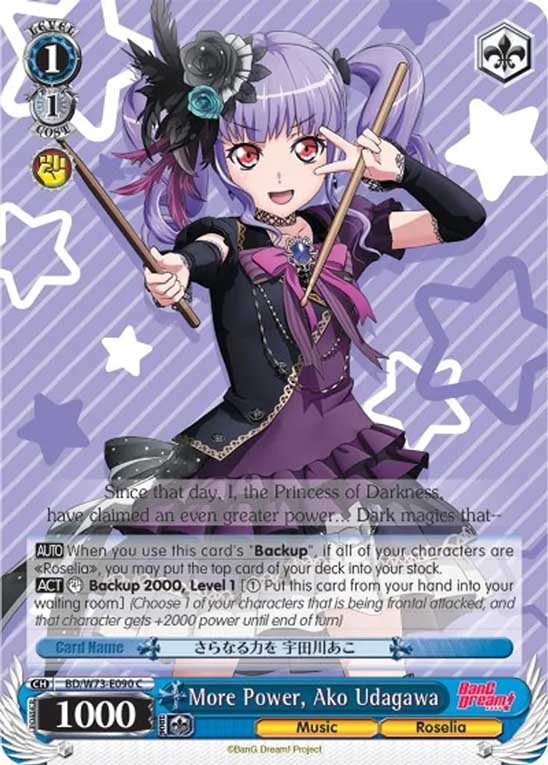 LEVEL
1
1
COST
Since that day, I, the Princess of Darkness,
have claimed an even greater power… Dark magics that--
AUTO When you use this card's "Backup", if all of your characters are
«Roselia», you may put the top card of your deck into your stock.
ACT Backup 2000, Level 1 [① Put this card from your hand into your
waiting room] (Choose 1 of your characters that is being frontal attacked, and
that character gets +2000 power until end of turn)
Card Name さらなる力を 宇田川あこ
CH BD/W73-E090 C
More Power, Ako Udagawa
BanG Dream!
POWER 1000 SOUL
Music Roselia
©BanG Dream! Project